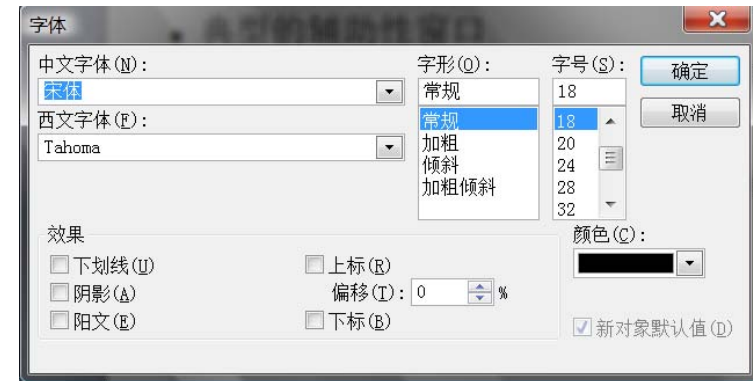 字体
中文字体(N):
宋体
西文字体(F):
Tahoma
字形(O):
常规
常规
加粗
倾斜
加粗倾斜
字号(S):
18
18
20
24
28
32
确定
取消
效果
下划线(U)
阴影(A)
阳文(E)
上标(R)
偏移(T): 0 %
下标(B)
颜色(C):
新对象默认值(D)